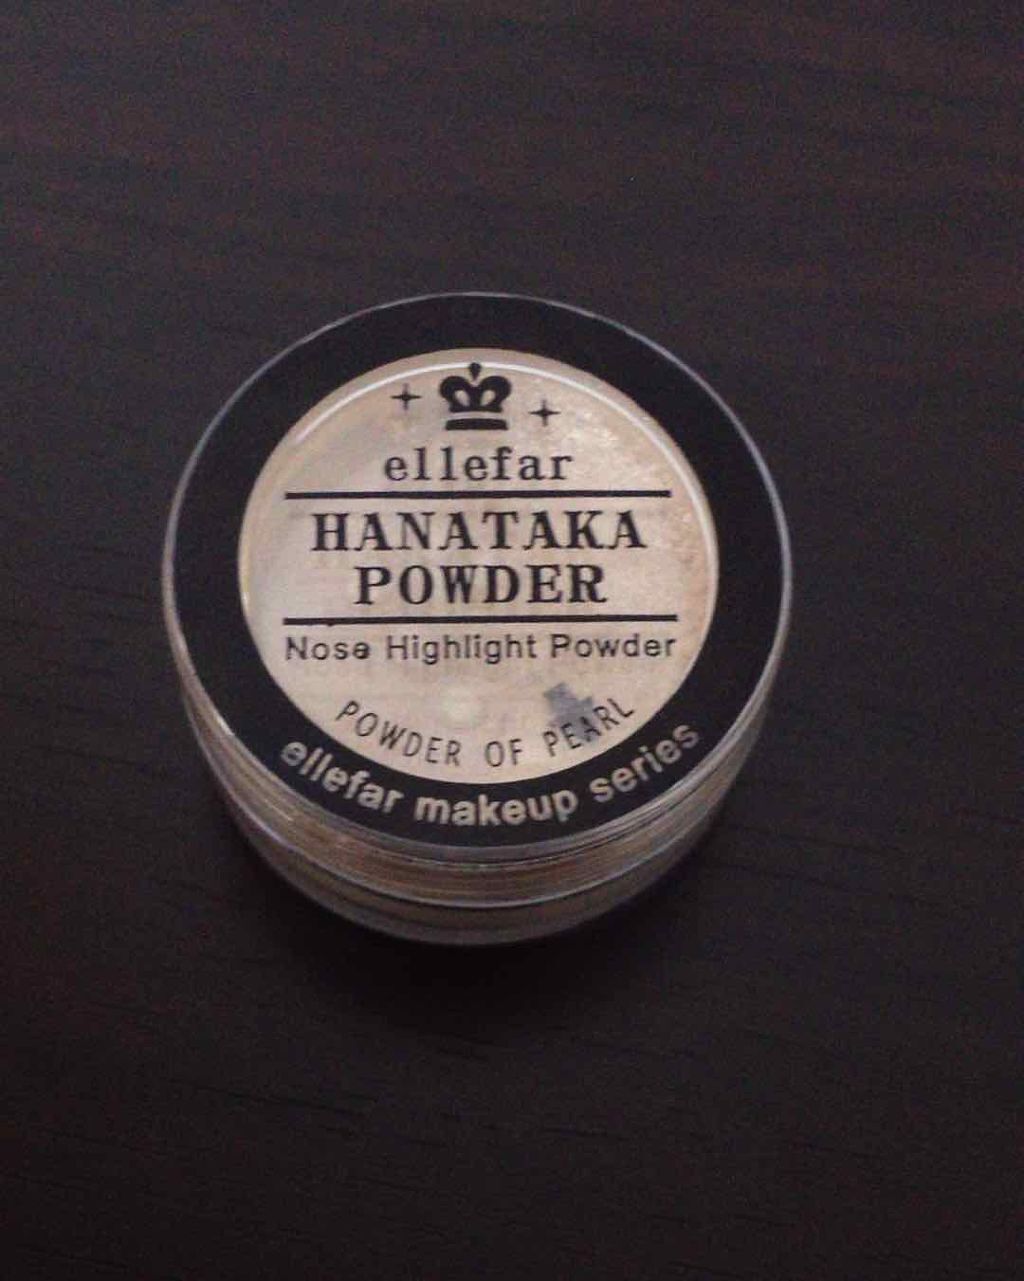 ellefar
HANATAKA
POWDER
Nose Highlight Powder
POWDER OF PEARL
ellefar makeup series